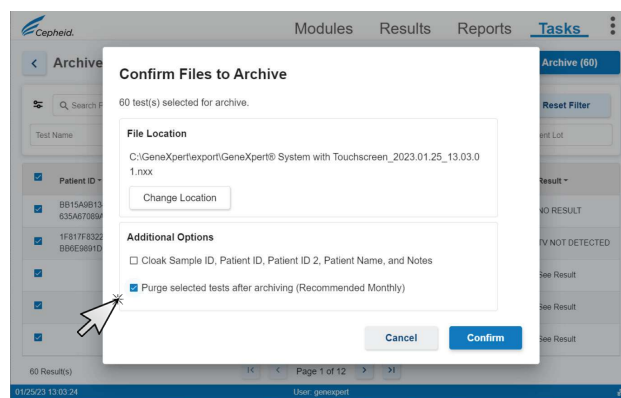 Cepheid.
Modules Results Reports Tasks
Archive
Archive (60)
Search
Reset Filter
Test Name
Lot
Patient ID
Result
BB15A9B13
635A67089A
NO RESULT
1F817F8322
BB6E9891D
TV NOT DETECTED
See Result
See Result
See Result
Confirm Files to Archive
60 test(s) selected for archive.
File Location
C:\GeneXpert\export\GeneXpert® System with Touchscreen_2023.01.25_13.03.0
1.nxx
Change Location
Additional Options
Cloak Sample ID, Patient ID, Patient ID 2, Patient Name, and Notes
Purge selected tests after archiving (Recommended Monthly)
Cancel Confirm
60 Result(s)
Page 1 of 12
01/25/23 13:03:24
User: genexpert